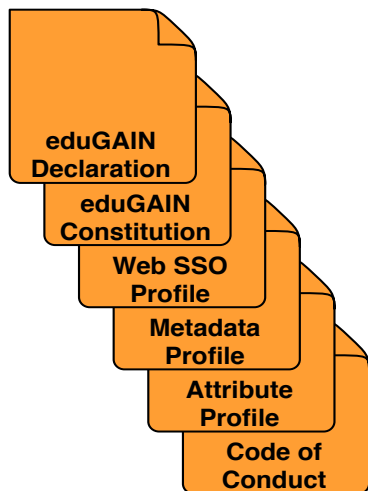 eduGAIN
Declaration
eduGAIN
Constitution
Web SSO
Profile
Metadata
Profile
Attribute
Profile
Code of
Conduct